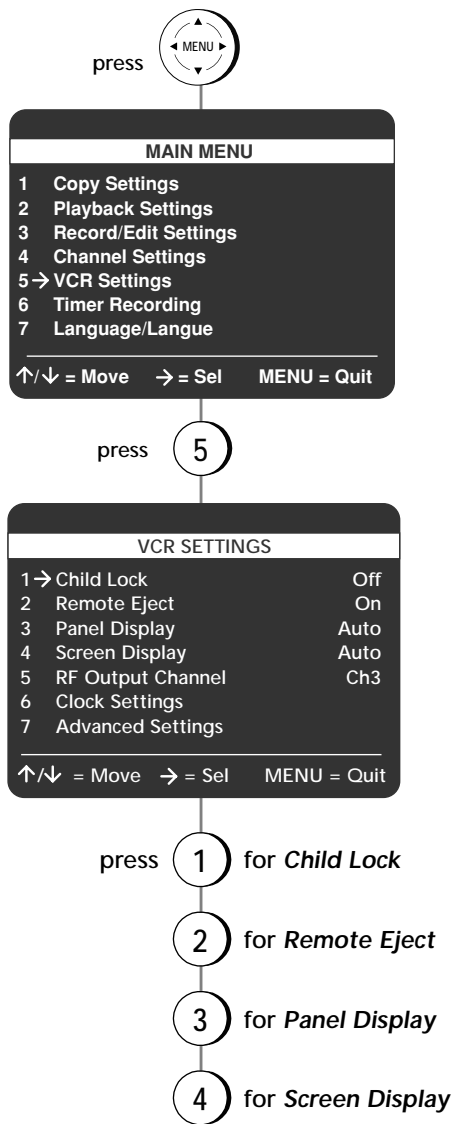 MENU
press
MAIN MENU
1 Copy Settings
2 Playback Settings
3 Record/Edit Settings
4 Channel Settings
5→VCR Settings
6 Timer Recording
7 Language/Langue
↑/↓ = Move → = Sel MENU = Quit
press 5
VCR SETTINGS
1→Child Lock Off
2 Remote Eject On
3 Panel Display Auto
4 Screen Display Auto
5 RF Output Channel Ch3
6 Clock Settings
7 Advanced Settings
↑/↓ = Move → = Sel MENU = Quit
press 1 for Child Lock
2 for Remote Eject
3 for Panel Display
4 for Screen Display